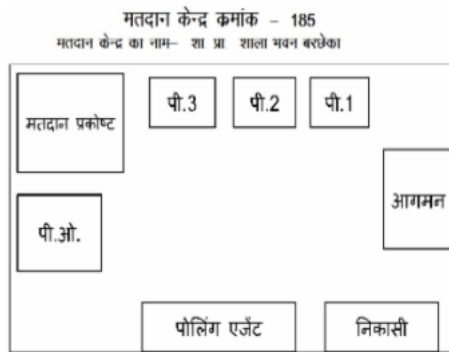 मतदान केन्द्र क्रमांक – 185
मतदान केन्द्र का नाम– शा. प्रा. शाला भवन बरछेका
मतदान प्रकोष्ट
पी.3
पी.2
पी.1
आगमन
पी.ओ.
पोलिंग एजेंट
निकासी